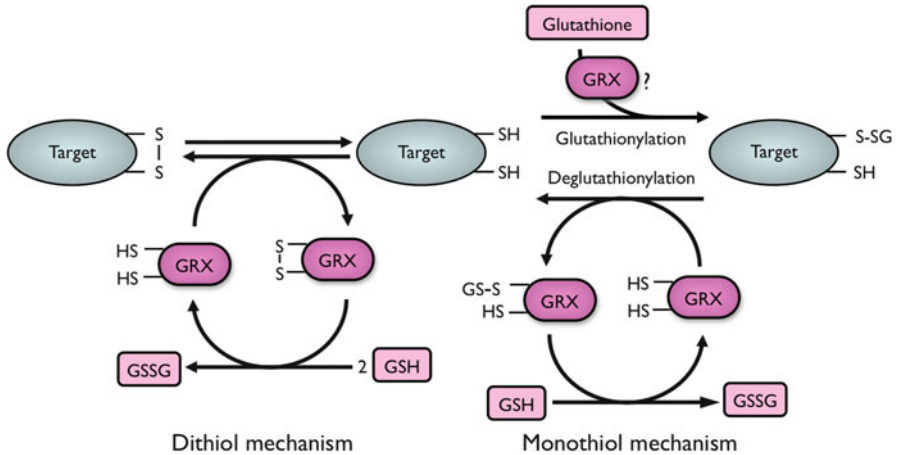 Glutathione
GRX ?
Target
S
S
Target
SH
SH
Glutathionylation
Deglutathionylation
Target
S-SG
SH
HS
HS
GRX
S
S
GRX
GSSG
2 GSH
Dithiol mechanism
GS-S
HS
GRX
HS
HS
GRX
GSH
GSSG
Monothiol mechanism